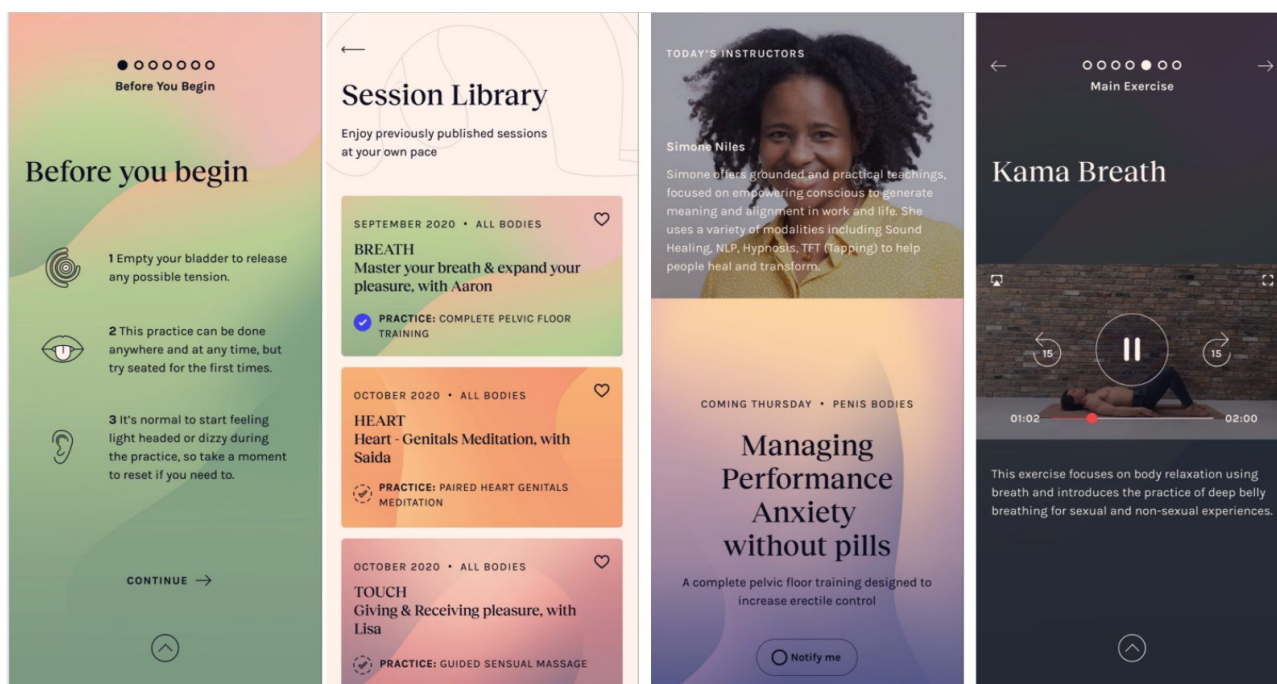 Before You Begin
Before you begin
1 Empty your bladder to release
any possible tension.
2 This practice can be done
anywhere and at any time, but
try seated for the first times.
3 It's normal to start feeling
light headed or dizzy during
the practice, so take a moment
to reset if you need to.
CONTINUE →
Session Library
Enjoy previously published sessions
at your own pace
SEPTEMBER 2020 • ALL BODIES
BREATH
Master your breath & expand your
pleasure, with Aaron
PRACTICE: COMPLETE PELVIC FLOOR
TRAINING
OCTOBER 2020 • ALL BODIES
HEART
Heart - Genitals Meditation, with
Saida
PRACTICE: PAIRED HEART GENITALS
MEDITATION
OCTOBER 2020 • ALL BODIES
TOUCH
Giving & Receiving pleasure, with
Lisa
PRACTICE: GUIDED SENSUAL MASSAGE
TODAY'S INSTRUCTORS
Simone Niles
Simone offers grounded and practical teachings,
focused on empowering conscious to generate
meaning and alignment in work and life. She
uses a variety of modalities including Sound
Healing, NLP, Hypnosis, TFT (Tapping) to help
people heal and transform.
COMING THURSDAY • PENIS BODIES
Managing
Performance
Anxiety
without pills
A complete pelvic floor training designed to
increase erectile control
Notify me
Main Exercise
Kama Breath
15
15
01:02
02:00
This exercise focuses on body relaxation using
breath and introduces the practice of deep belly
breathing for sexual and non-sexual experiences.